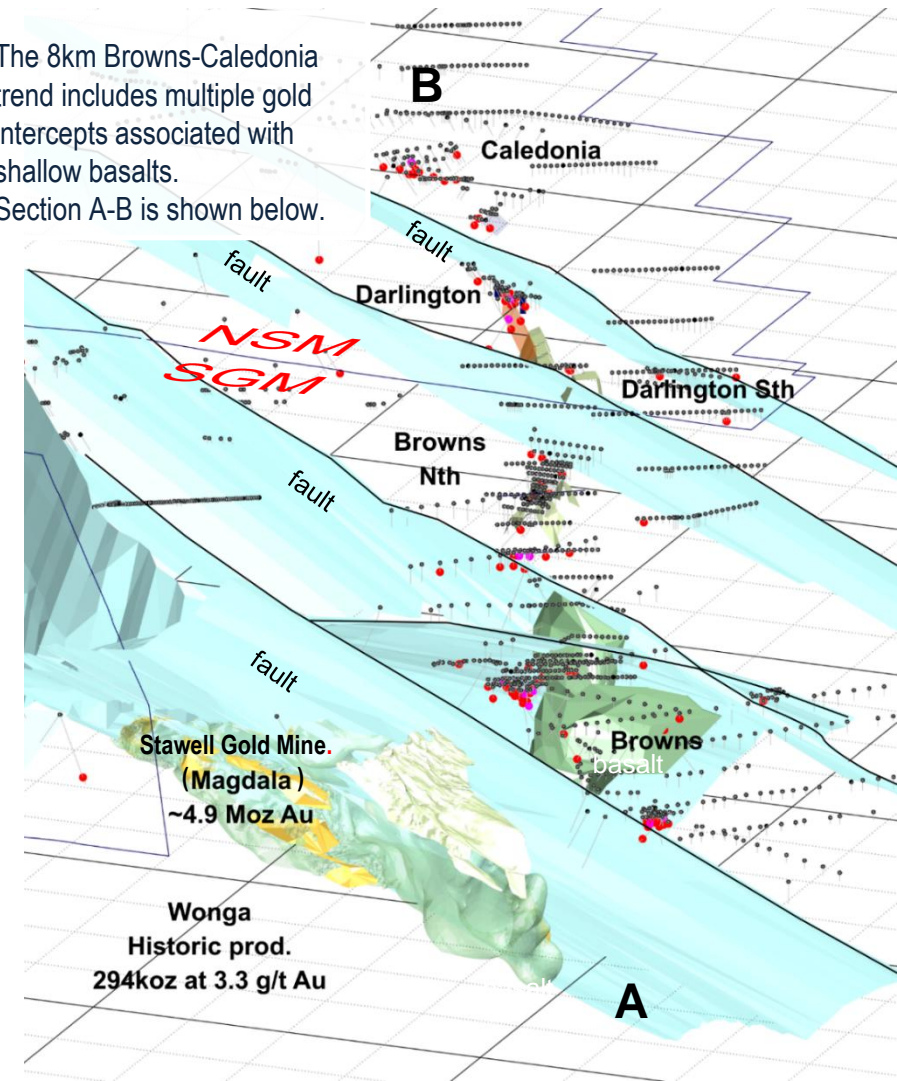 The 8km Browns-Caledonia
trend includes multiple gold
intercepts associated with
shallow basalts.
Section A-B is shown below.
B
Caledonia
fault
fault
Darlington
NSM
SGM
Darlington Sth
Browns
Nth
fault
fault
Stawell Gold Mine.
(Magdala)
~4.9 Moz Au
Browns
basalt
Wonga
Historic prod.
294koz at 3.3 g/t Au
A